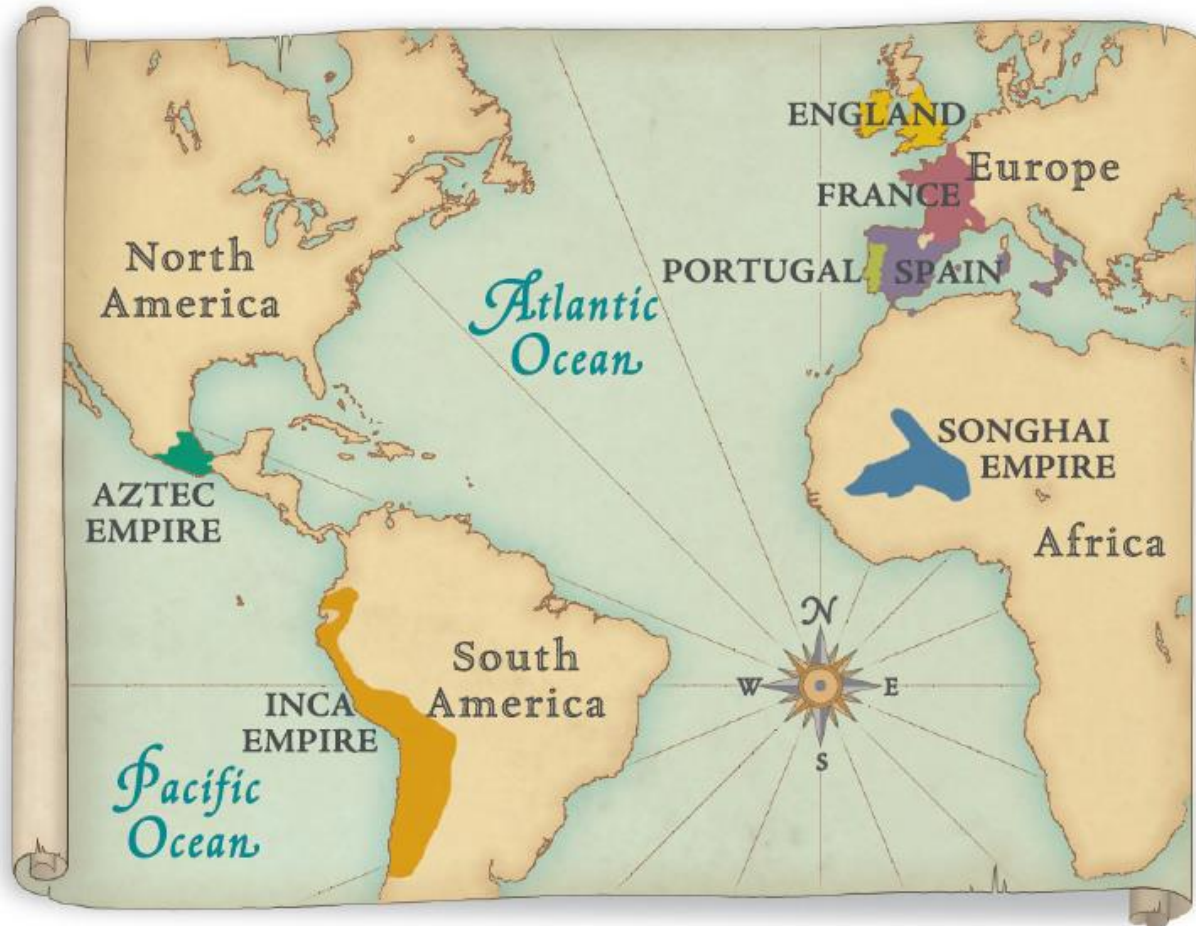 ENGLAND
Europe
FRANCE
PORTUGAL
SPAIN
North
America
Atlantic
Ocean
SONGHAI
EMPIRE
AZTEC
EMPIRE
Africa
N
W
E
S
South
America
INCA
EMPIRE
Pacific
Ocean